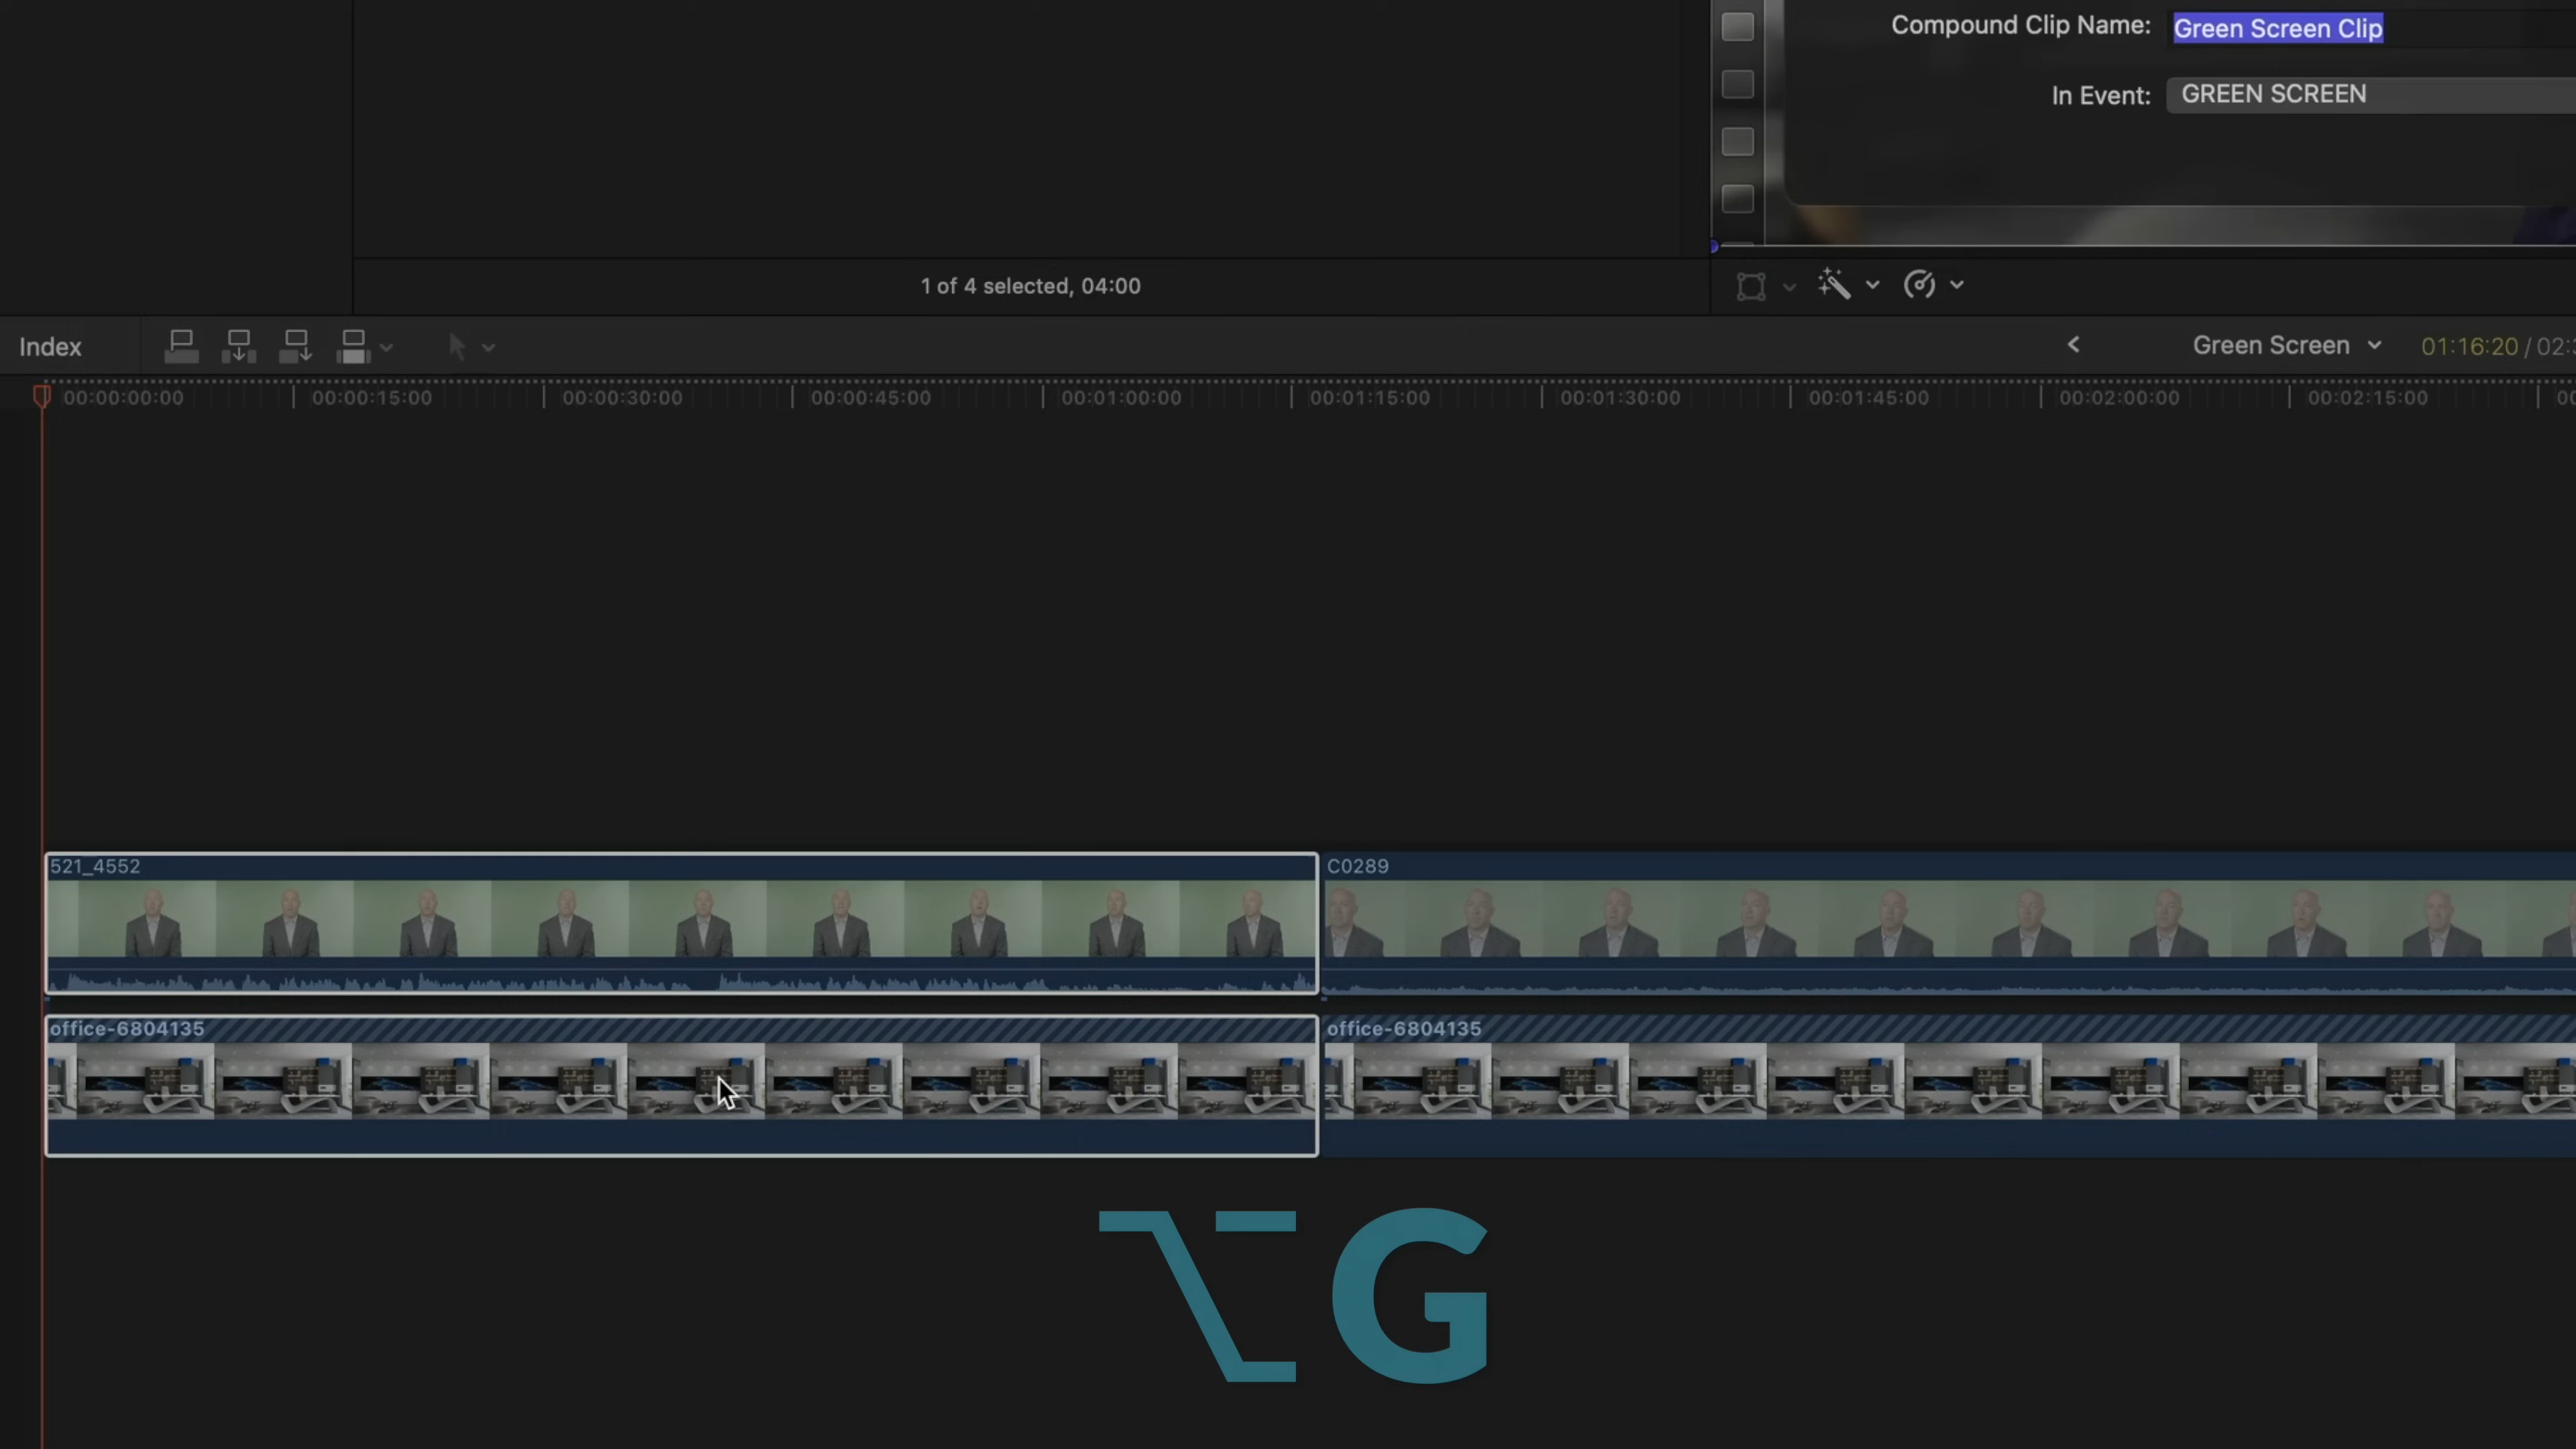 Compound Clip Name: Green Screen Clip
In Event: GREEN SCREEN
1 of 4 selected, 04:00
Index
Green Screen 01:16:20 / 02:
00:00:00:00 00:00:15:00 00:00:30:00 00:00:45:00 00:01:00:00 00:01:15:00 00:01:30:00 00:01:45:00 00:02:00:00 00:02:15:00 00
521_4552 C0289
office-6804135 office-6804135
⌥G